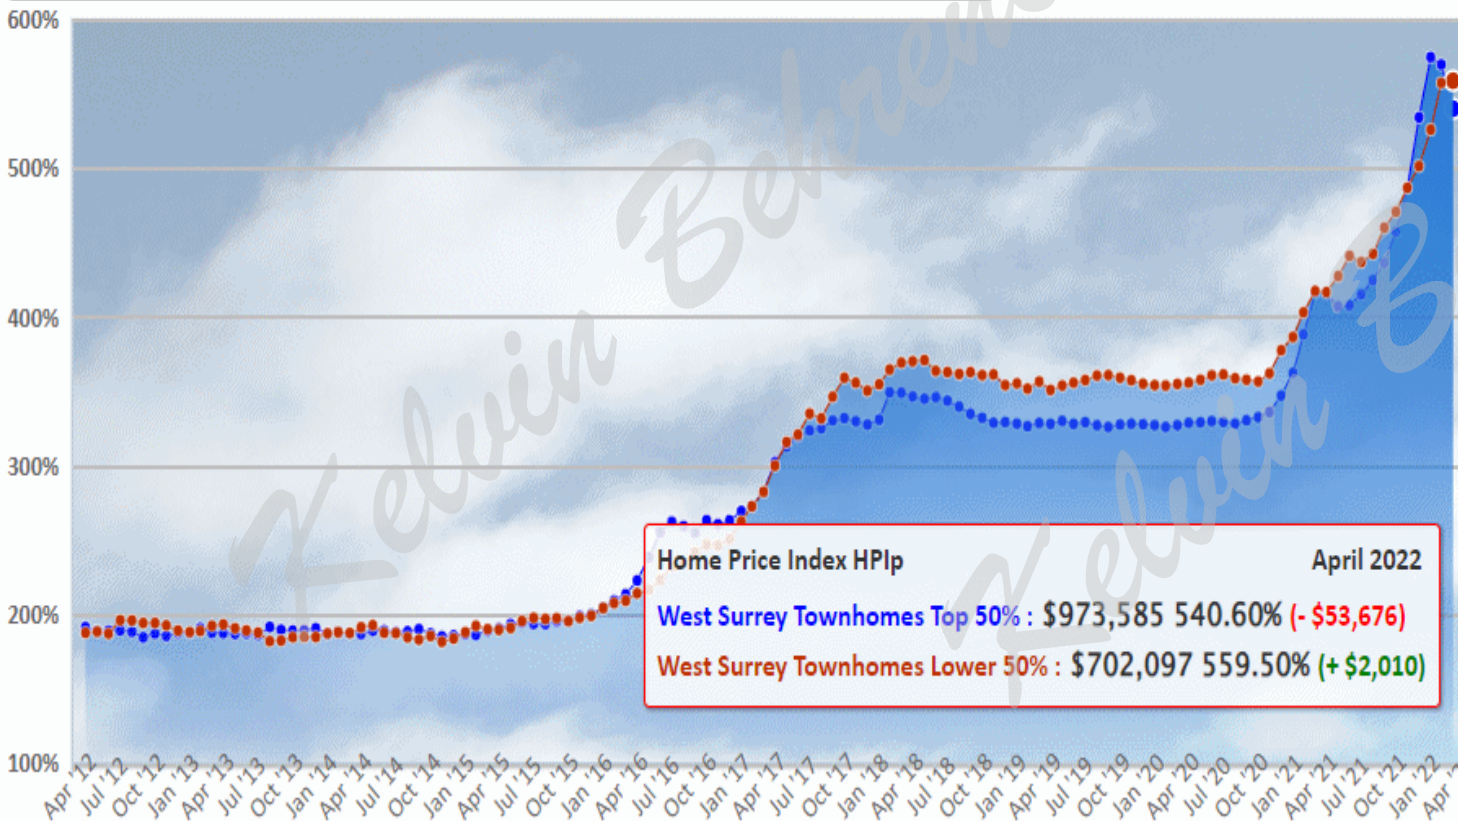 600%
500%
400%
300%
200%
100%
Kelvin Behren
Kelvin B
Home Price Index HPIp April 2022
West Surrey Townhomes Top 50% : $973,585 540.60% (- $53,676)
West Surrey Townhomes Lower 50% : $702,097 559.50% (+ $2,010)
Apr '12 Jul '12 Oct '12 Jan '13 Apr '13 Jul '13 Oct '13 Jan '14 Apr '14 Jul '14 Oct '14 Jan '15 Apr '15 Jul '15 Oct '15 Jan '16 Apr '16 Jul '16 Oct '16 Jan '17 Apr '17 Jul '17 Oct '17 Jan '18 Apr '18 Jul '18 Oct '18 Jan '19 Apr '19 Jul '19 Oct '19 Jan '20 Apr '20 Jul '20 Oct '20 Jan '21 Apr '21 Jul '21 Oct '21 Jan '22 Apr '